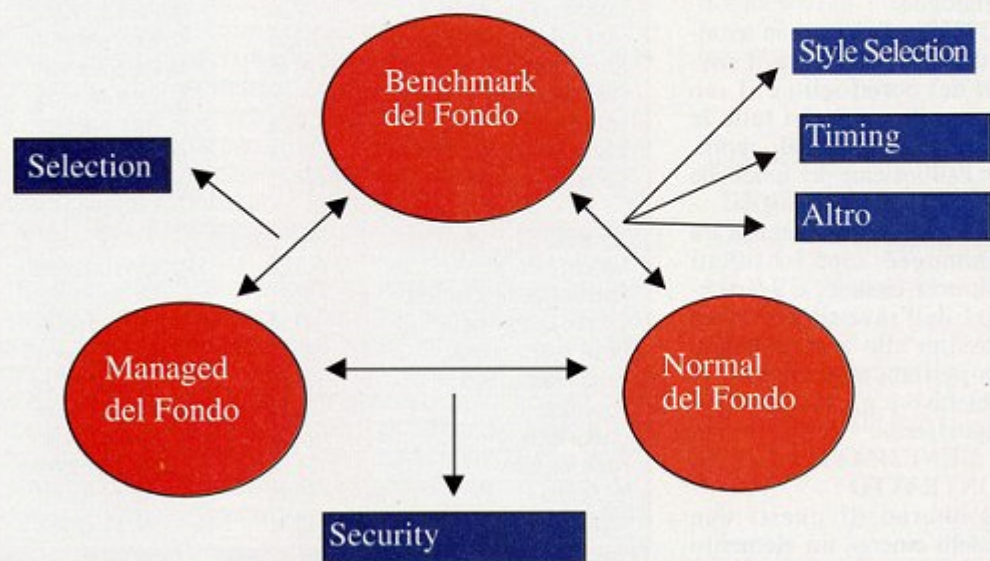 Benchmark
del Fondo
Style Selection
Timing
Altro
Selection
Managed
del Fondo
Normal
del Fondo
Security